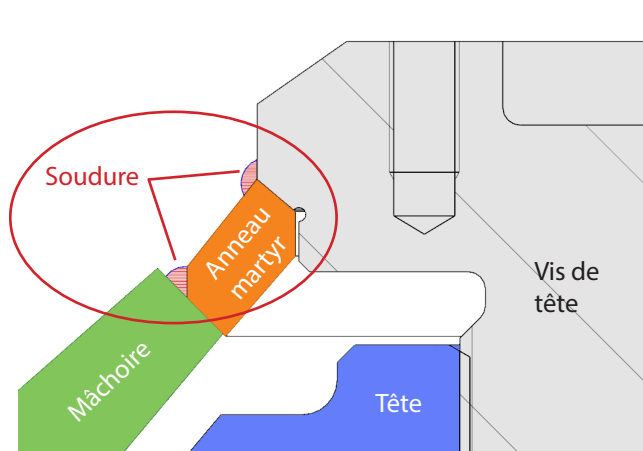 Soudure
Anneau
martyr
Vis de
tête
Mâchoire
Tête